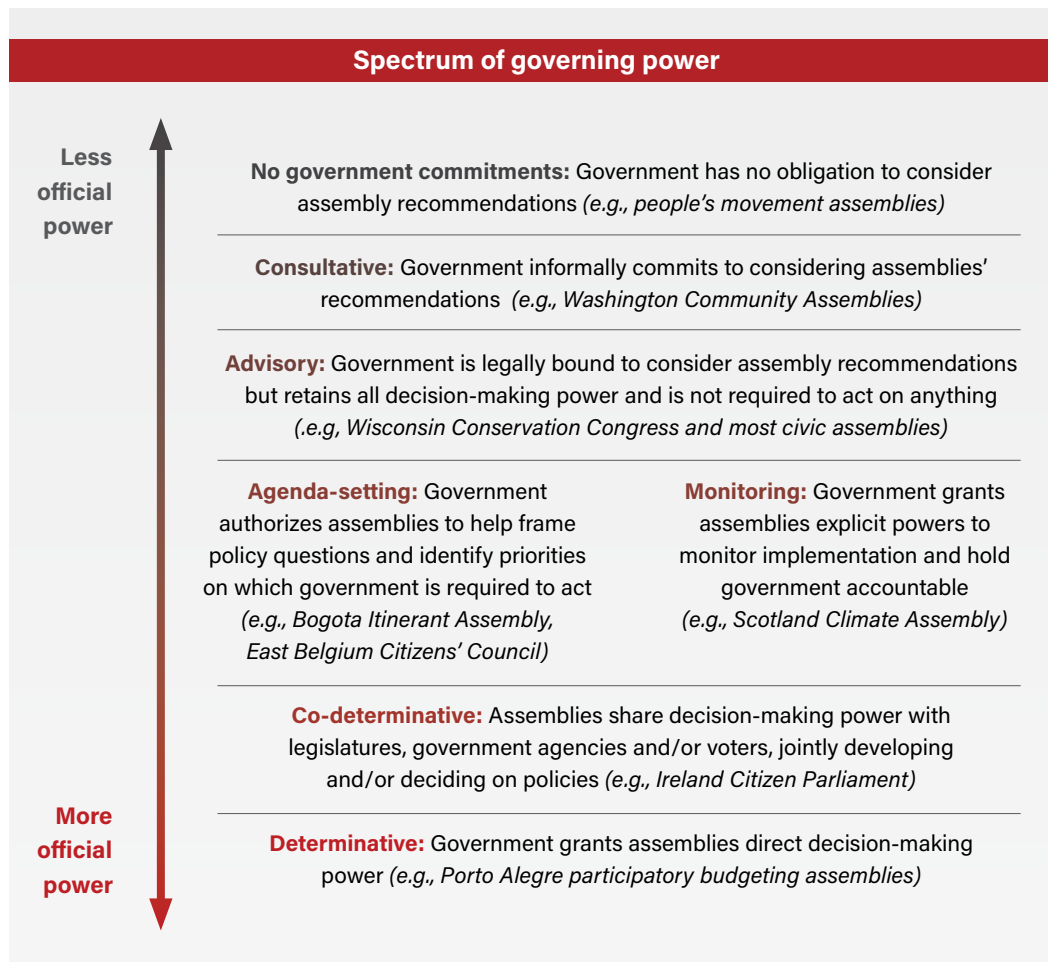 Spectrum of governing power
Less
official
power
No government commitments: Government has no obligation to consider
assembly recommendations (e.g., people’s movement assemblies)
Consultative: Government informally commits to considering assemblies’
recommendations (e.g., Washington Community Assemblies)
Advisory: Government is legally bound to consider assembly recommendations
but retains all decision-making power and is not required to act on anything
(.e.g, Wisconsin Conservation Congress and most civic assemblies)
Agenda-setting: Government
authorizes assemblies to help frame
policy questions and identify priorities
on which government is required to act
(e.g., Bogota Itinerant Assembly,
East Belgium Citizens’ Council)
Monitoring: Government grants
assemblies explicit powers to
monitor implementation and hold
government accountable
(e.g., Scotland Climate Assembly)
Co-determinative: Assemblies share decision-making power with
legislatures, government agencies and/or voters, jointly developing
and/or deciding on policies (e.g., Ireland Citizen Parliament)
More
official
power
Determinative: Government grants assemblies direct decision-making
power (e.g., Porto Alegre participatory budgeting assemblies)